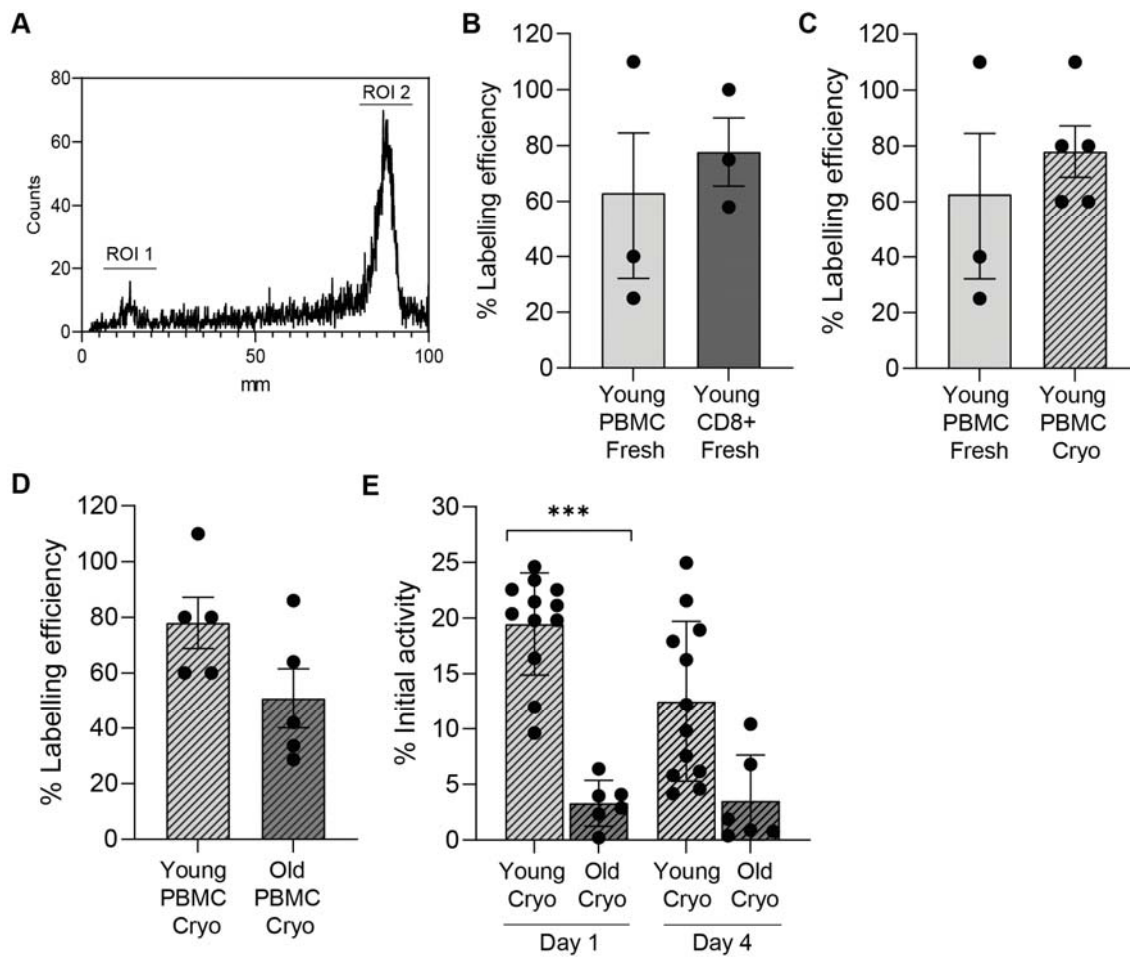 A
80
60
40
20
0
Counts
ROI 1
ROI 2
0
50
100
mm
B
120
100
80
60
40
20
0
% Labelling efficiency
Young
PBMC
Fresh
Young
CD8+
Fresh
C
120
100
80
60
40
20
0
% Labelling efficiency
Young
PBMC
Fresh
Young
PBMC
Cryo
D
120
100
80
60
40
20
0
% Labelling efficiency
Young
PBMC
Cryo
Old
PBMC
Cryo
E
30
25
20
15
10
5
0
% Initial activity
***
Young
Cryo
Old
Cryo
Young
Cryo
Old
Cryo
Day 1
Day 4